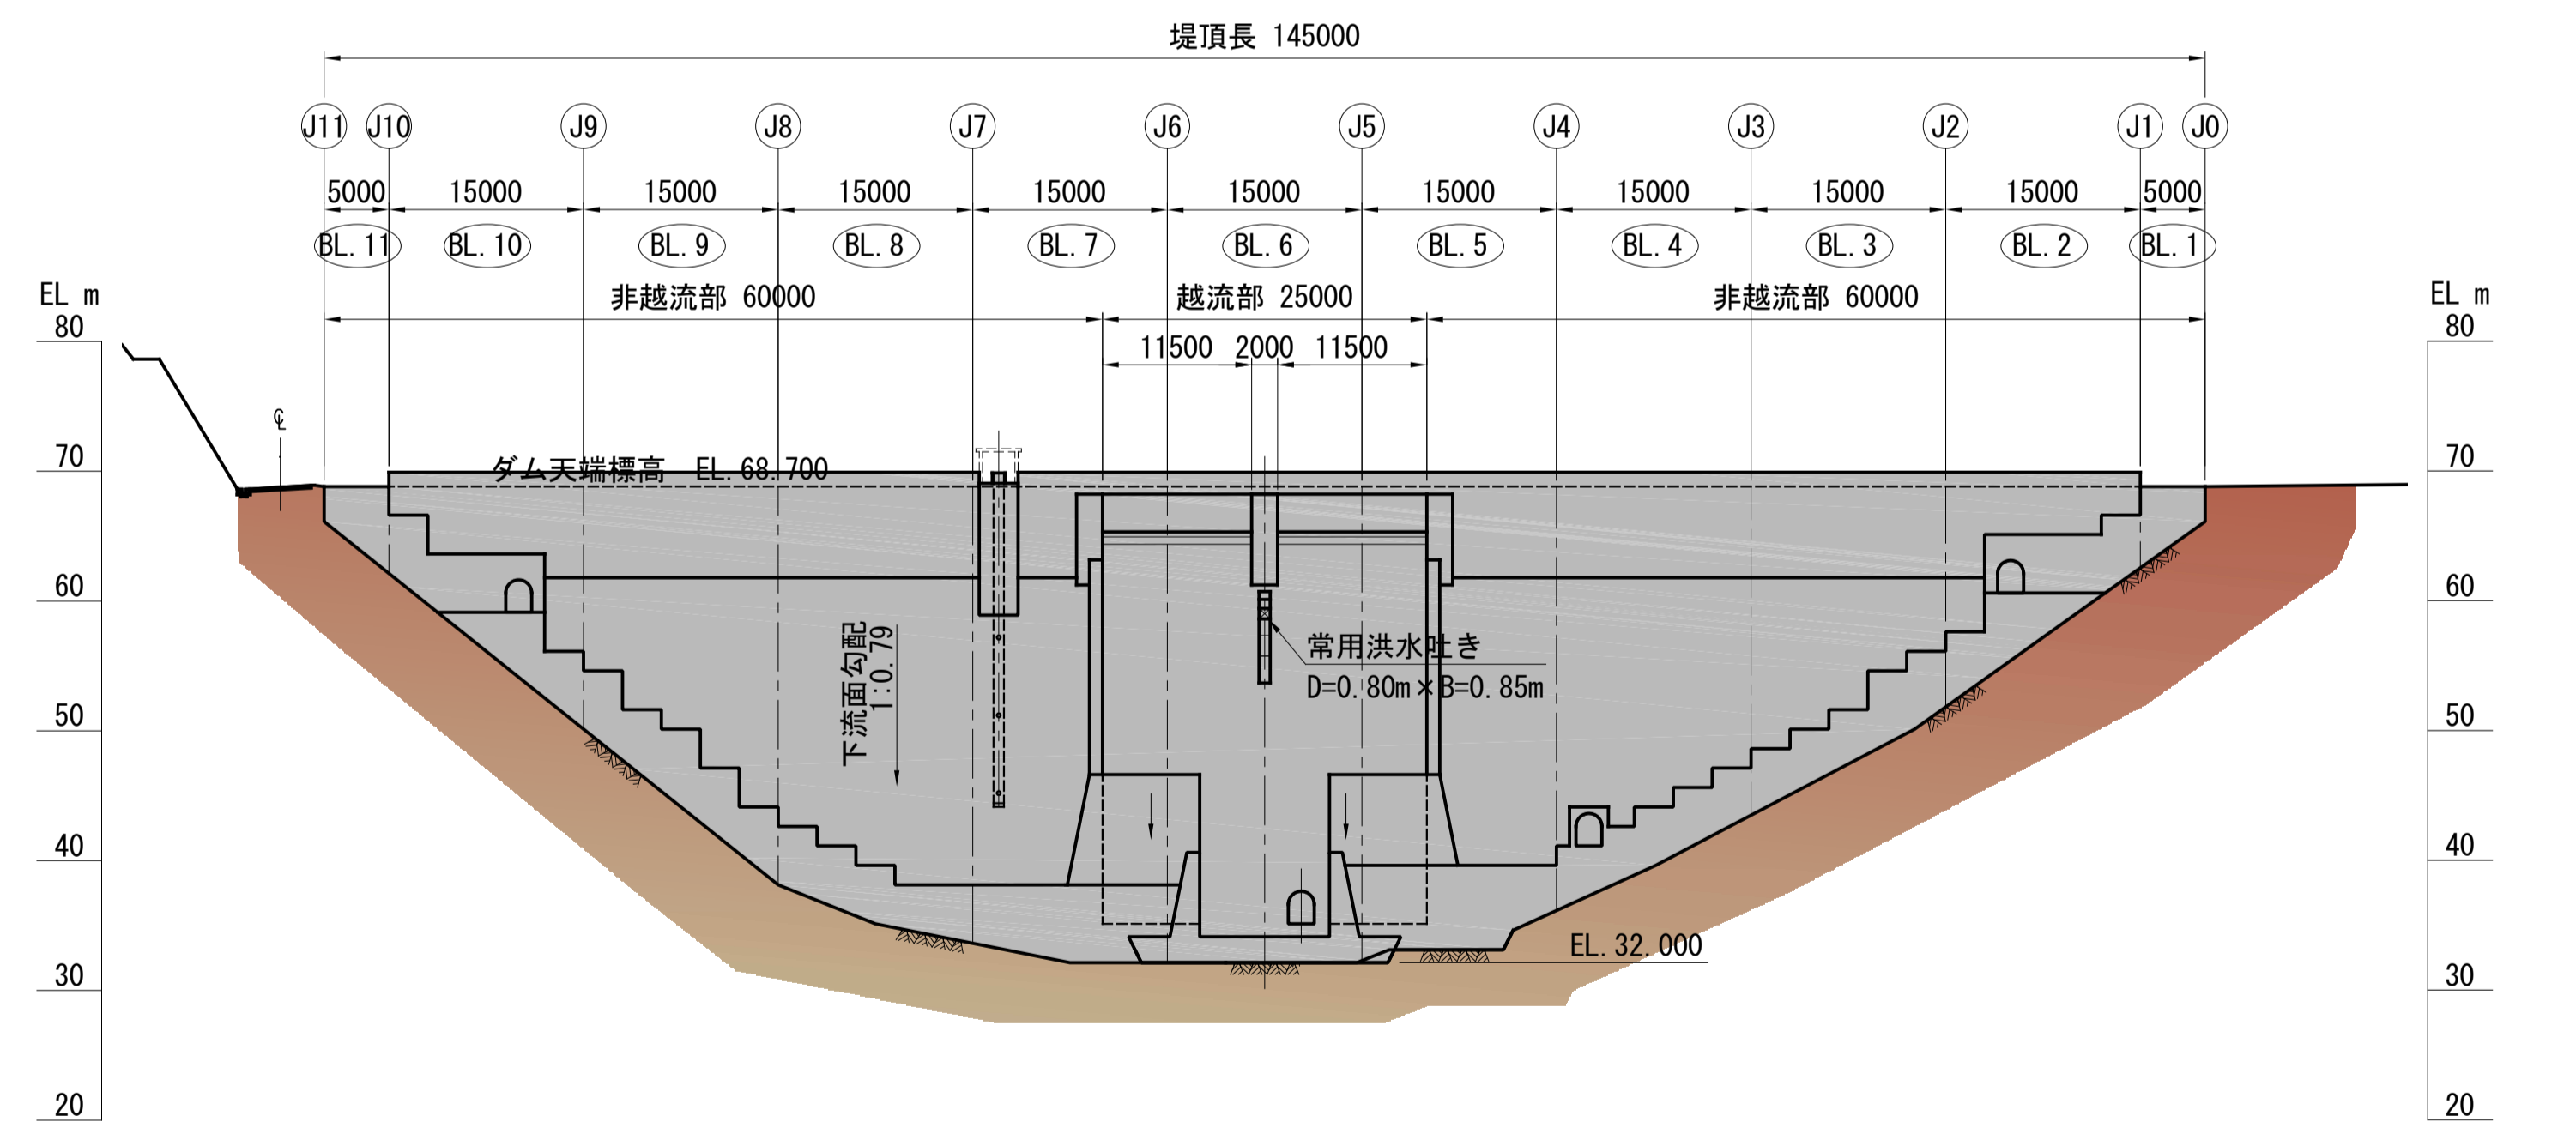 堤頂長 145000
J11 J10 J9 J8 J7 J6 J5 J4 J3 J2 J1 J0
5000 15000 15000 15000 15000 15000 15000 15000 15000 15000 5000
BL.11 BL.10 BL.9 BL.8 BL.7 BL.6 BL.5 BL.4 BL.3 BL.2 BL.1
EL m 非越流部 60000 越流部 25000 非越流部 60000 EL m
80 80
11500 2000 11500
℄
70 ダム天端標高 EL.68.700 70
60 60
下流面勾配
1:0.79
常用洪水吐き
D=0.80m×B=0.85m
50 50
40 40
EL.32.000
30 30
20 20